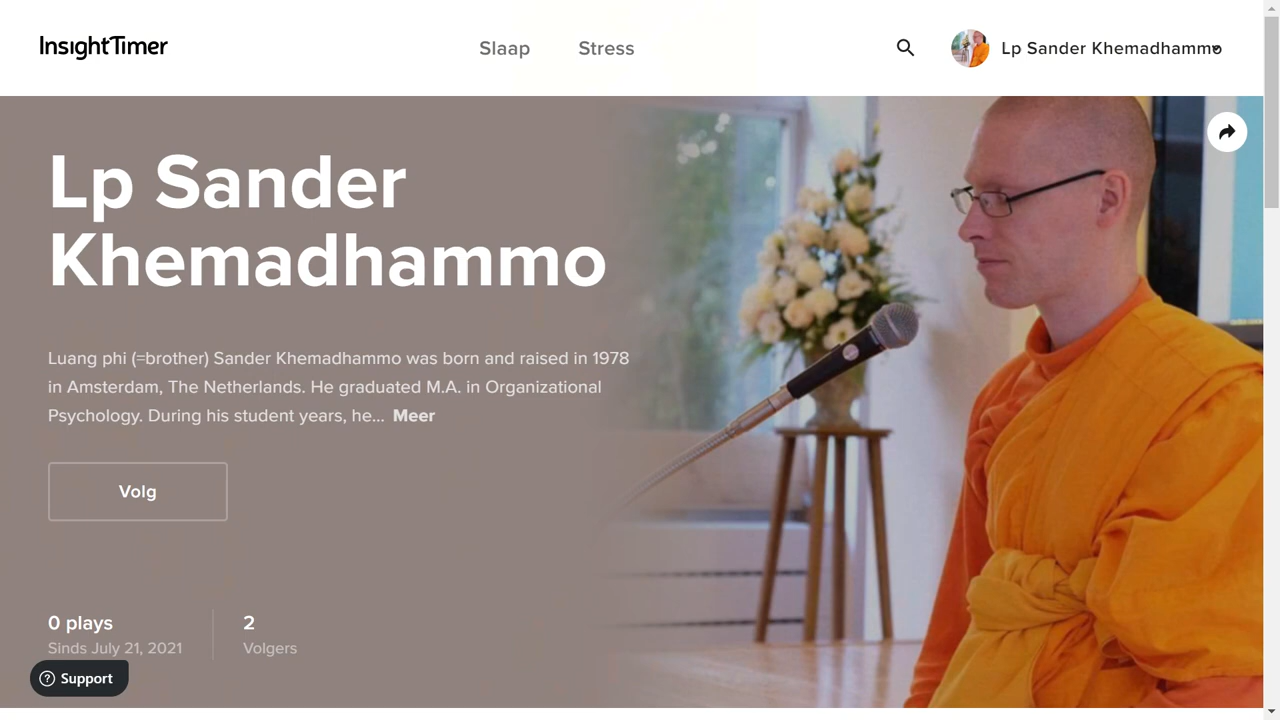 InsightTimer
Slaap
Stress
Lp Sander Khemadhammo
Lp Sander
Khemadhammo
Luang phi (=brother) Sander Khemadhammo was born and raised in 1978
in Amsterdam, The Netherlands. He graduated M.A. in Organizational
Psychology. During his student years, he... Meer
Volg
0 plays
Sinds July 21, 2021
2
Volgers
Support